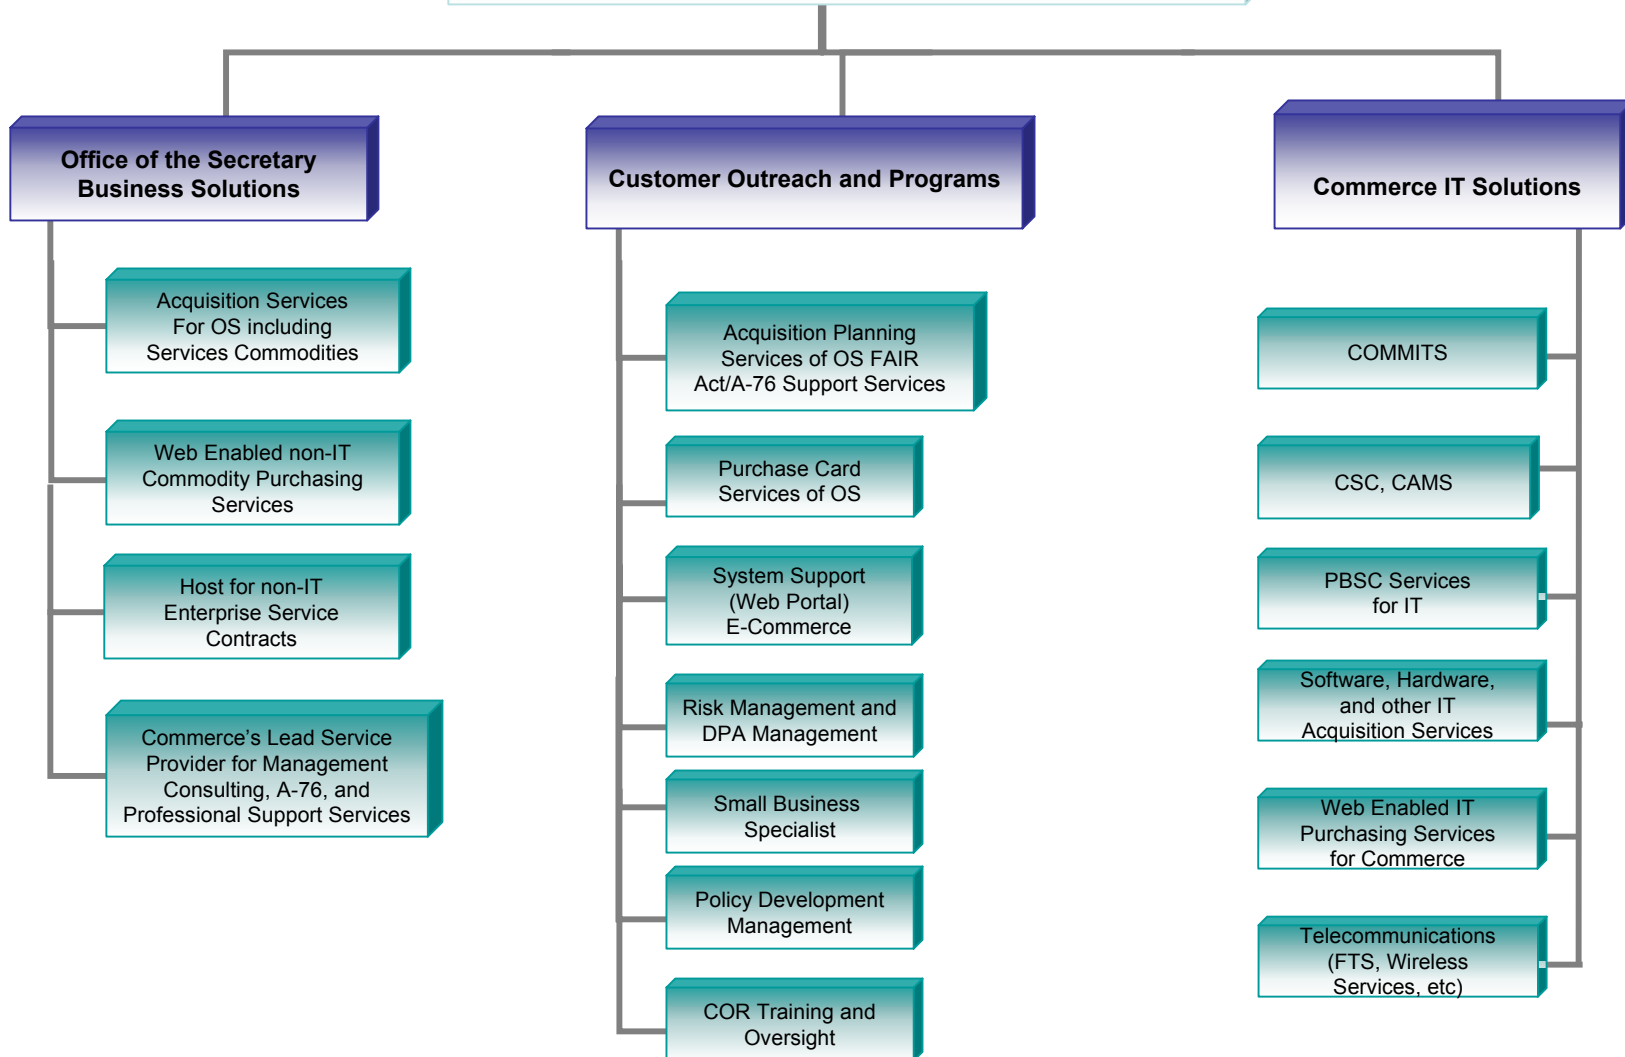 Office of the Secretary
Business Solutions
Acquisition Services
For OS including
Services Commodities
Web Enabled non-IT
Commodity Purchasing
Services
Host for non-IT
Enterprise Service
Contracts
Commerce’s Lead Service
Provider for Management
Consulting, A-76, and
Professional Support Services
Customer Outreach and Programs
Acquisition Planning
Services of OS FAIR
Act/A-76 Support Services
Purchase Card
Services of OS
System Support
(Web Portal)
E-Commerce
Risk Management and
DPA Management
Small Business
Specialist
Policy Development
Management
COR Training and
Oversight
Commerce IT Solutions
COMMITS
CSC, CAMS
PBSC Services
for IT
Software, Hardware,
and other IT
Acquisition Services
Web Enabled IT
Purchasing Services
for Commerce
Telecommunications
(FTS, Wireless
Services, etc)